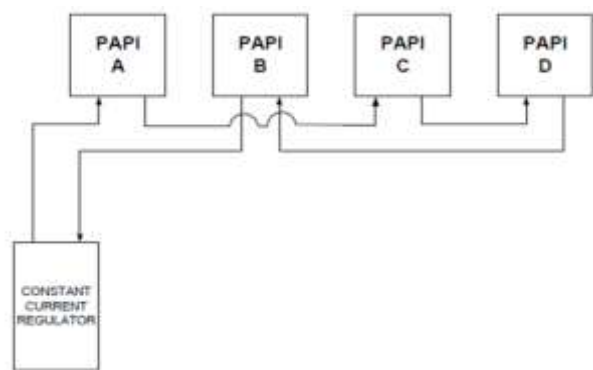 PAPI
A
PAPI
B
PAPI
C
PAPI
D
CONSTANT
CURRENT
REGULATOR